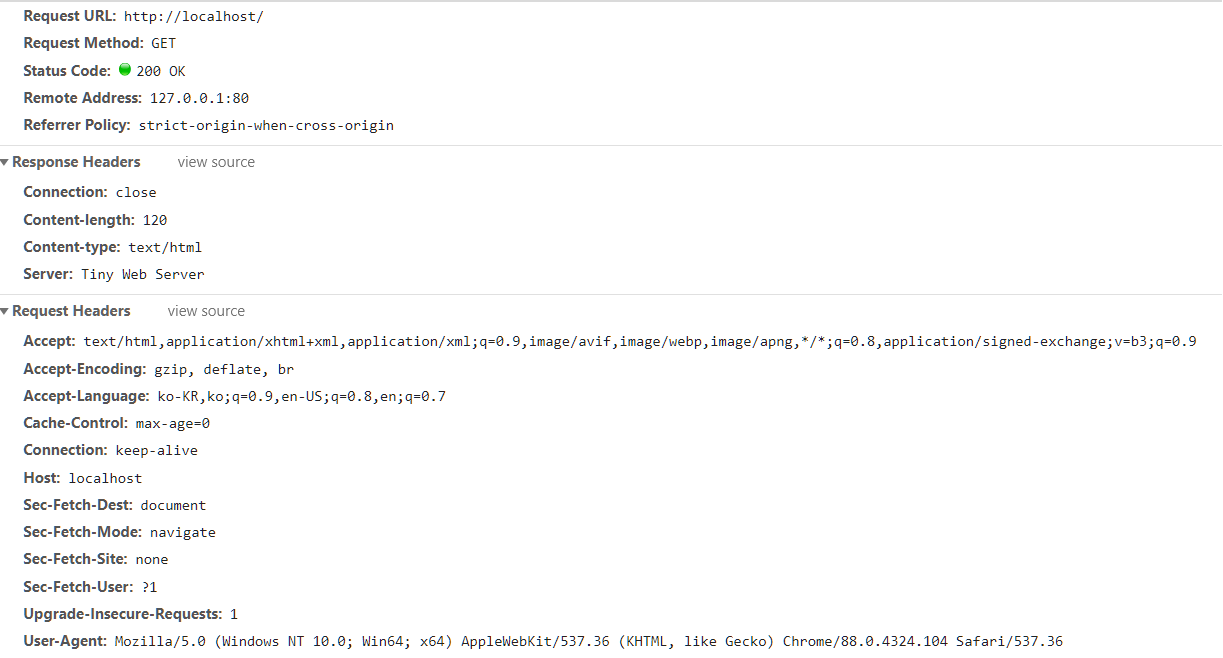 Request URL: http://localhost/
Request Method: GET
Status Code: 200 OK
Remote Address: 127.0.0.1:80
Referrer Policy: strict-origin-when-cross-origin
Response Headers view source
Connection: close
Content-length: 120
Content-type: text/html
Server: Tiny Web Server
Request Headers view source
Accept: text/html,application/xhtml+xml,application/xml;q=0.9,image/avif,image/webp,image/apng,*/*;q=0.8,application/signed-exchange;v=b3;q=0.9
Accept-Encoding: gzip, deflate, br
Accept-Language: ko-KR,ko;q=0.9,en-US;q=0.8,en;q=0.7
Cache-Control: max-age=0
Connection: keep-alive
Host: localhost
Sec-Fetch-Dest: document
Sec-Fetch-Mode: navigate
Sec-Fetch-Site: none
Sec-Fetch-User: ?1
Upgrade-Insecure-Requests: 1
User-Agent: Mozilla/5.0 (Windows NT 10.0; Win64; x64) AppleWebKit/537.36 (KHTML, like Gecko) Chrome/88.0.4324.104 Safari/537.36